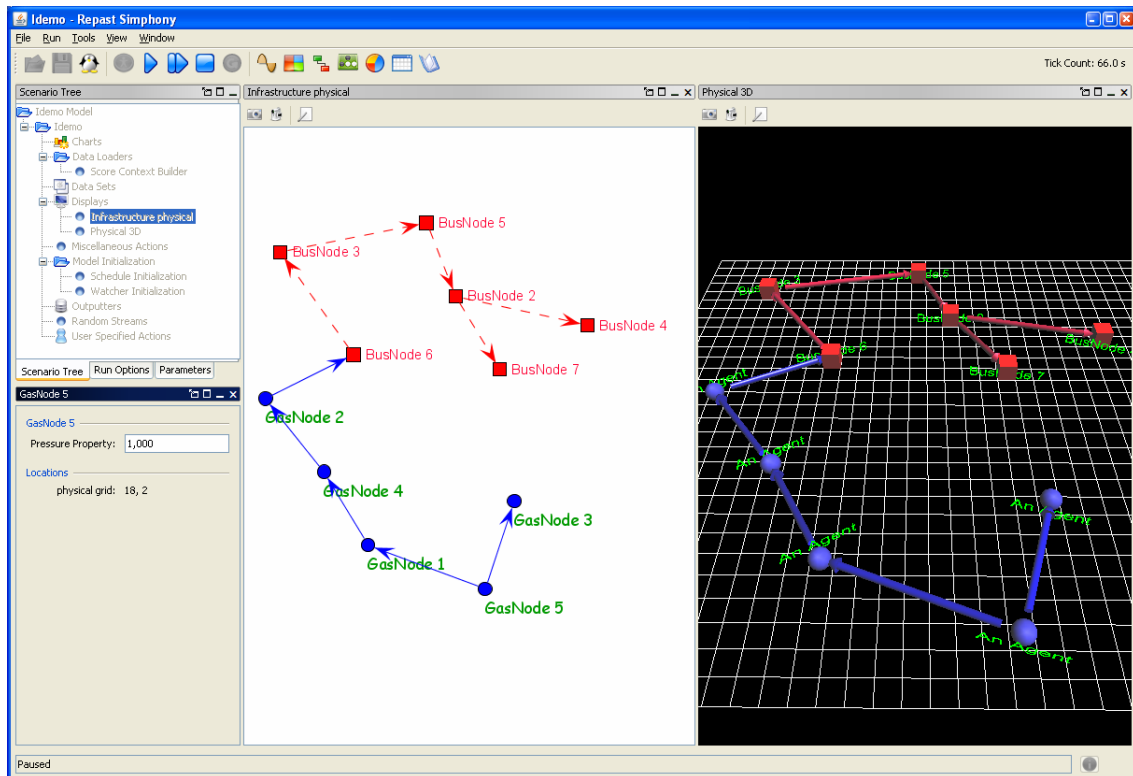 Idemo - Repast Simphony
File Run Tools View Window
Tick Count: 66.0 s
Scenario Tree
Idemo Model
Idemo
Charts
Data Loaders
Score Context Builder
Data Sets
Displays
Infrastructure physical
Physical 3D
Miscellaneous Actions
Model Initialization
Schedule Initialization
Watcher Initialization
Outputters
Random Streams
User Specified Actions
Scenario Tree Run Options Parameters
GasNode 5
GasNode 5
Pressure Property: 1,000
Locations
physical grid: 18, 2
Infrastructure physical
BusNode 5
BusNode 3
BusNode 2
BusNode 4
BusNode 6
BusNode 7
GasNode 2
GasNode 4
GasNode 3
GasNode 1
GasNode 5
Physical 3D
An Agent
An Agent
An Agent
An Agent
An Agent
Paused